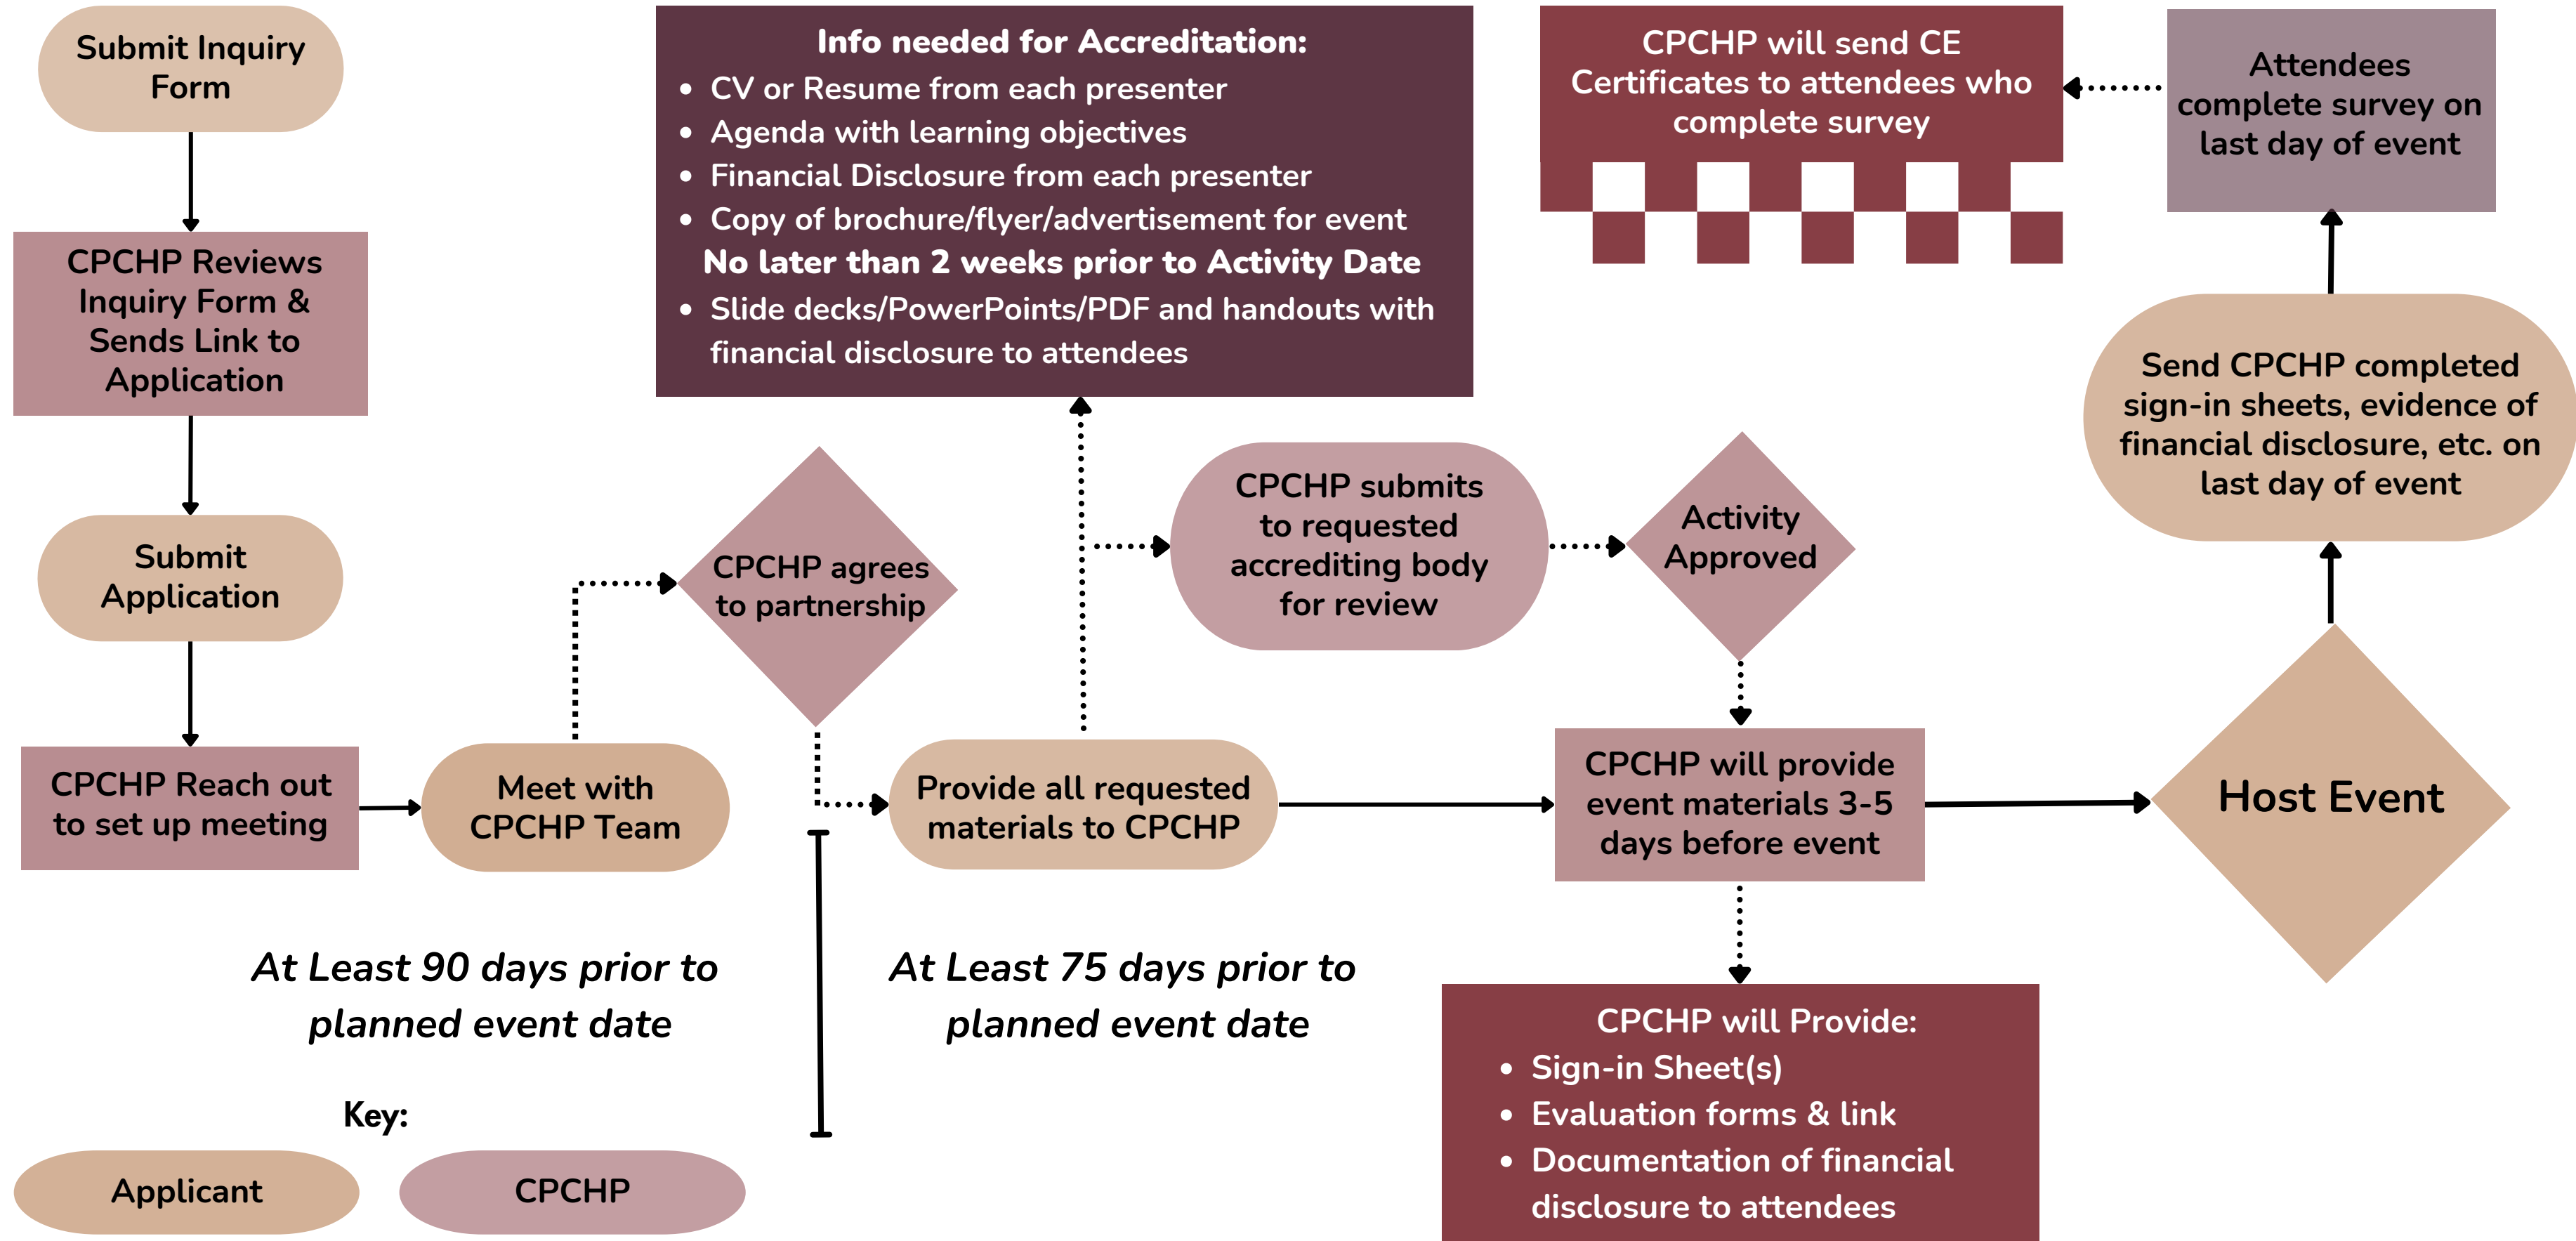 Submit Inquiry
Form
CPCHP Reviews
Inquiry Form &
Sends Link to
Application
Submit
Application
CPCHP Reach out
to set up meeting
Meet with
CPCHP Team
CPCHP agrees
to partnership
At Least 90 days prior to
planned event date
Provide all requested
materials to CPCHP
At Least 75 days prior to
planned event date
Info needed for Accreditation:
• CV or Resume from each presenter
• Agenda with learning objectives
• Financial Disclosure from each presenter
• Copy of brochure/flyer/advertisement for event
No later than 2 weeks prior to Activity Date
• Slide decks/PowerPoints/PDF and handouts with
financial disclosure to attendees
CPCHP submits
to requested
accrediting body
for review
Activity
Approved
CPCHP will provide
event materials 3-5
days before event
CPCHP will Provide:
• Sign-in Sheet(s)
• Evaluation forms & link
• Documentation of financial
disclosure to attendees
Host Event
Send CPCHP completed
sign-in sheets, evidence of
financial disclosure, etc. on
last day of event
Attendees
complete survey on
last day of event
CPCHP will send CE
Certificates to attendees who
complete survey
Key:
Applicant
CPCHP